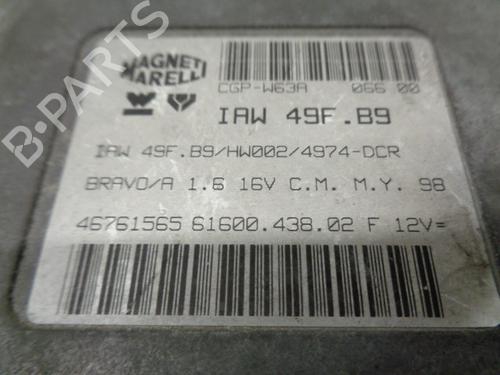 MAGNETI
MARELLI
CGP-W63A 066 00
IAW 49F.B9
IAW 49F.B9/HW002/4974-DCR
BRAVO/A 1.6 16V C.M. M.Y. 98
46761565 61600.438.02 F 12V=
B-PARTS